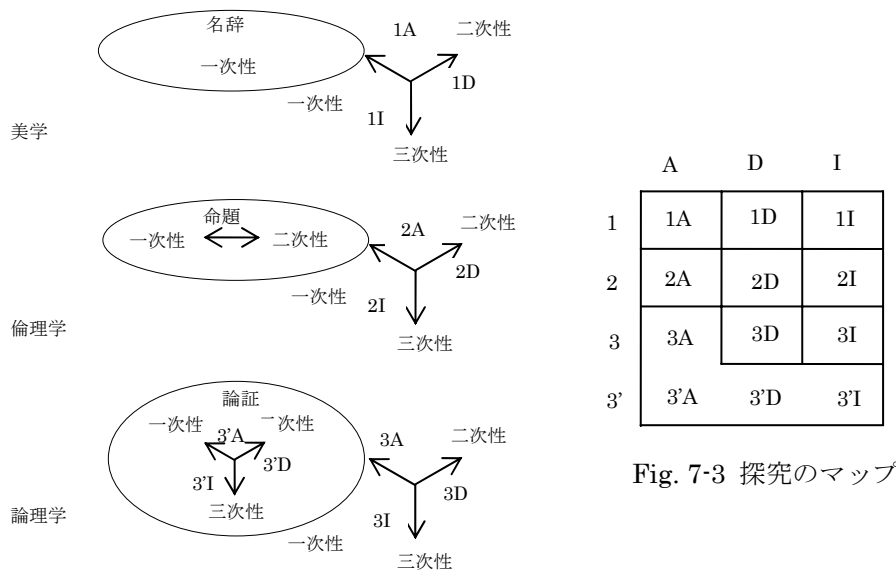 名辞
一次性
1A
二次性
1D
一次性
1I
三次性
美学
命題
一次性
二次性
2A
二次性
2D
一次性
2I
三次性
倫理学
論証
一次性
二次性
3'A
3'D
3'I
三次性
3A
二次性
3D
3I
一次性
三次性
論理学
A D I
1 1A 1D 1I
2 2A 2D 2I
3 3A 3D 3I
3' 3'A 3'D 3'I
Fig. 7-3 探究のマップ